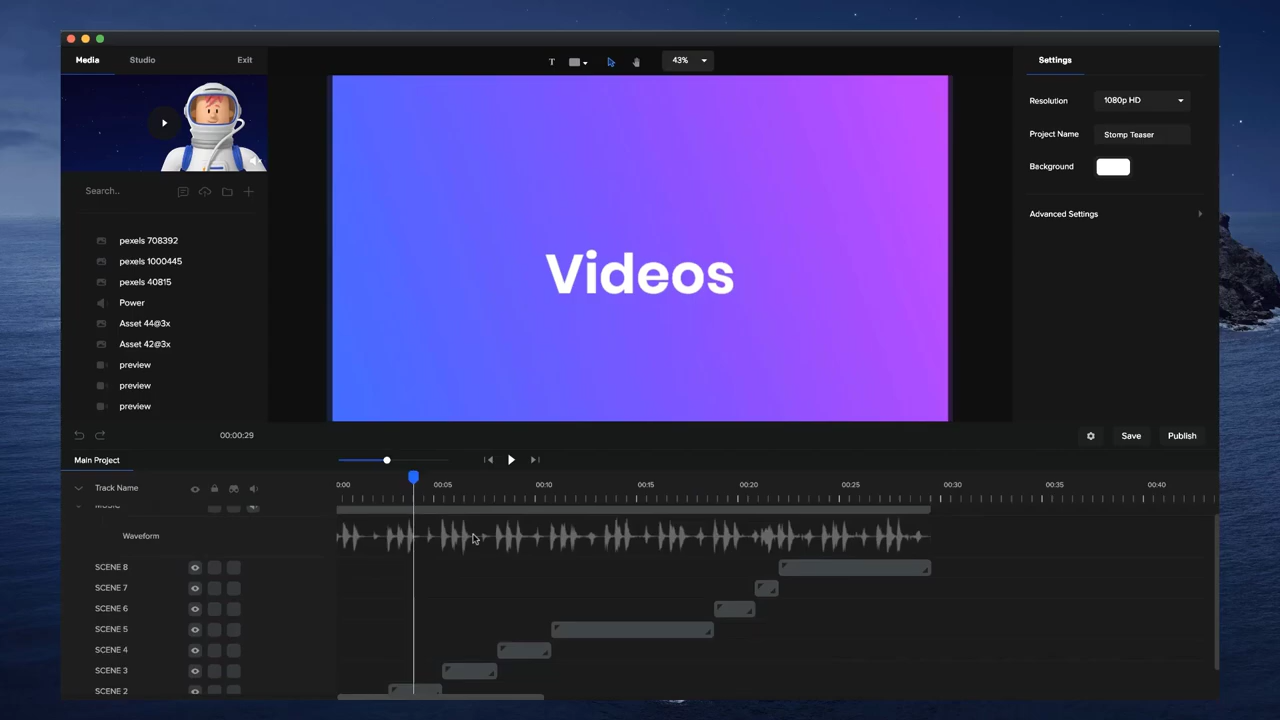 Media Studio Exit
43%
Settings
Resolution 1080p HD
Project Name Stomp Teaser
Background
Advanced Settings
Search..
pexels 708392
pexels 1000445
pexels 40815
Power
Asset 44@3x
Asset 42@3x
preview
preview
preview
Videos
00:00:29
Save Publish
Main Project
Track Name
0:00 00:05 00:10 00:15 00:20 00:25 00:30 00:35 00:40
Waveform
SCENE 8
SCENE 7
SCENE 6
SCENE 5
SCENE 4
SCENE 3
SCENE 2